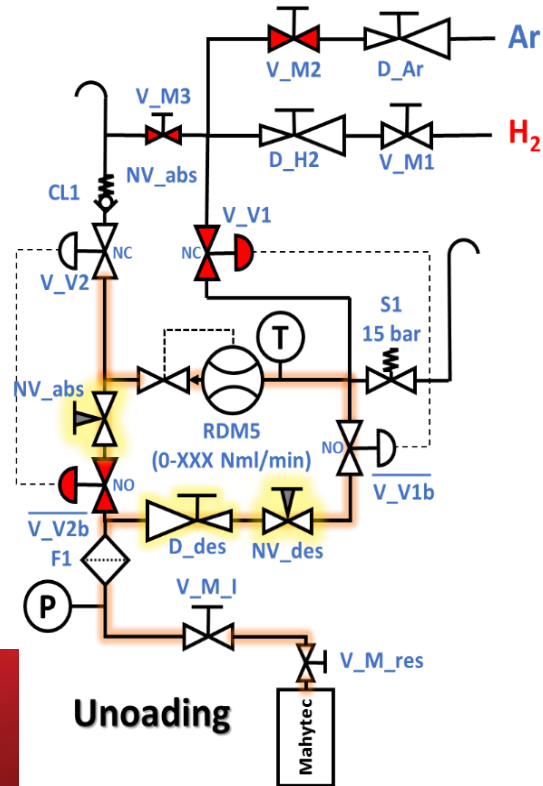 Ar
V_M2
D_Ar
V_M3
H2
NV_abs
D_H2
V_M1
CL1
V_V1
NC
NC
V_V2
S1
15 bar
T
NV_abs
RDM5
(0-XXX Nml/min)
NO
NO
V_V1b
V_V2b
D_des
NV_des
F1
V_M_I
P
V_M_res
Unoading
Mahytec